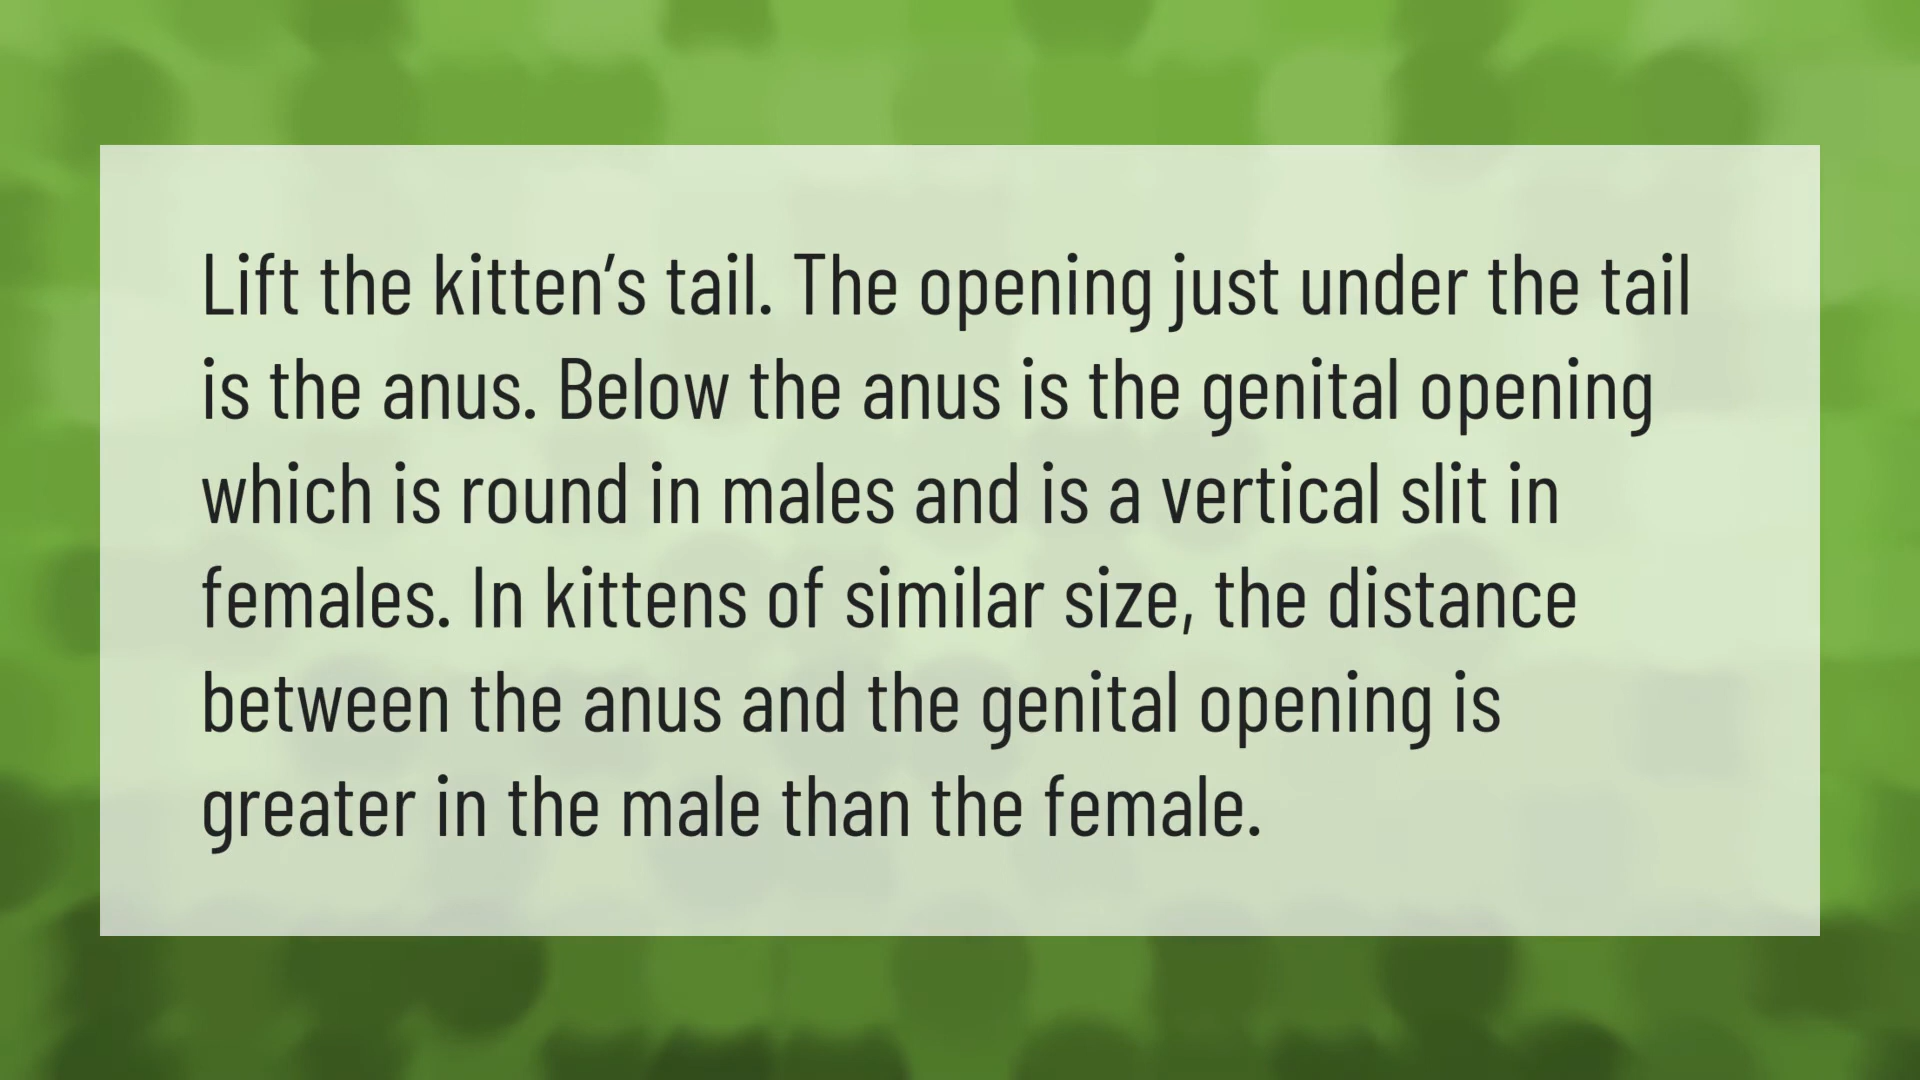 Lift the kitten’s tail. The opening just under the tail
is the anus. Below the anus is the genital opening
which is round in males and is a vertical slit in
females. In kittens of similar size, the distance
between the anus and the genital opening is
greater in the male than the female.